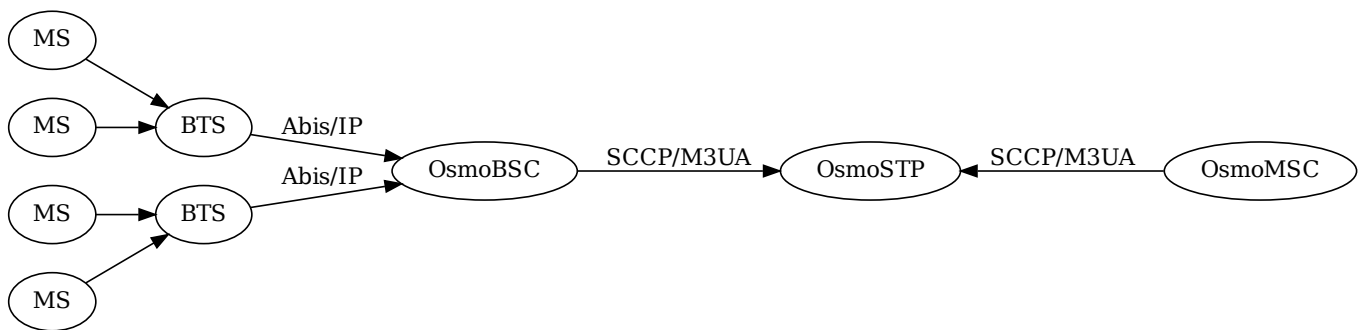 MS
MS
BTS
Abis/IP
OsmoBSC
SCCP/M3UA
OsmoSTP
SCCP/M3UA
OsmoMSC
Abis/IP
MS
BTS
MS